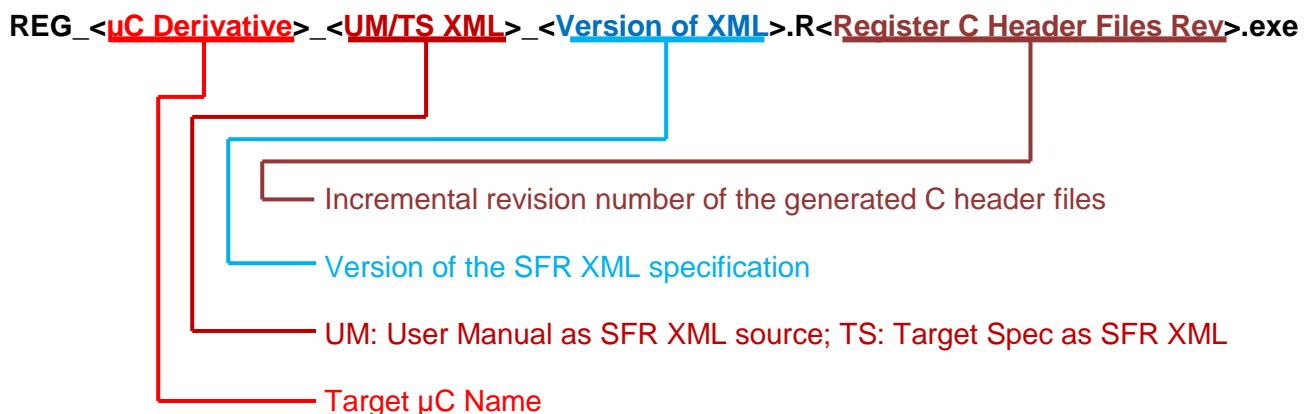 REG_<µC Derivative>_<UM/TS XML>_<Version of XML>.R<Register C Header Files Rev>.exe
Incremental revision number of the generated C header files
Version of the SFR XML specification
UM: User Manual as SFR XML source; TS: Target Spec as SFR XML
Target µC Name